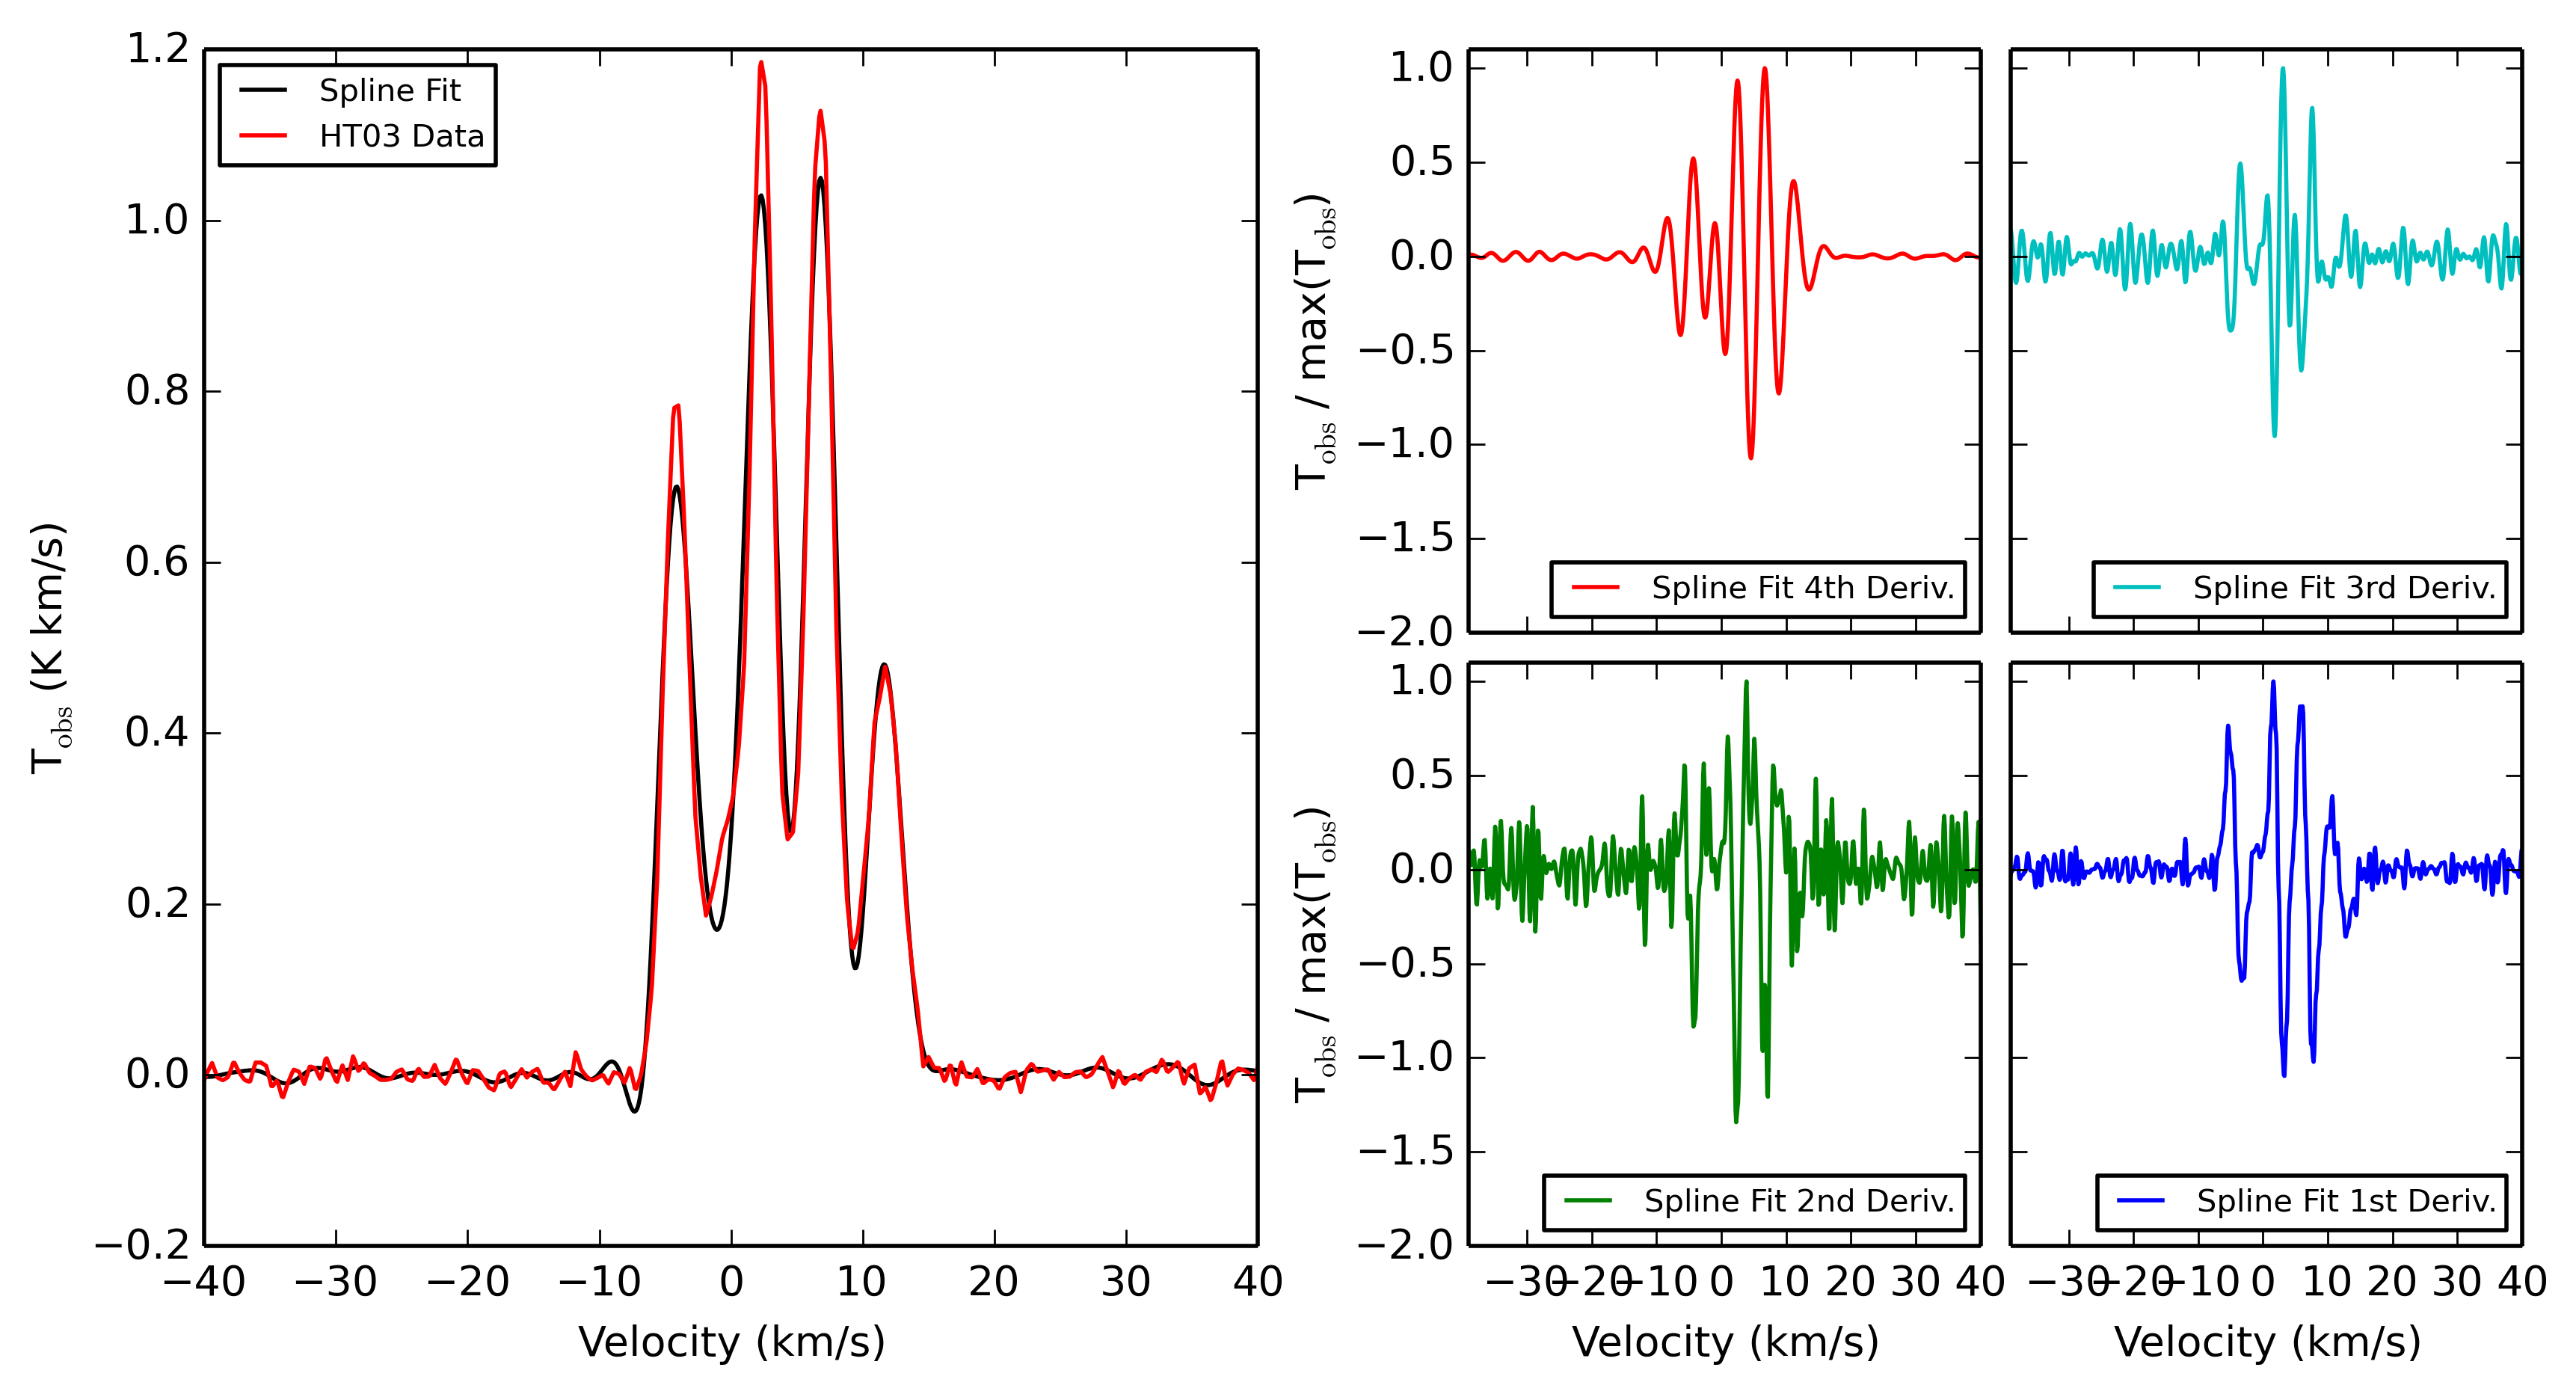 1.2
1.0
0.8
0.6
0.4
0.2
0.0
−0.2
T_obs (K km/s)
Spline Fit
HT03 Data
−40 −30 −20 −10 0 10 20 30 40
Velocity (km/s)
1.0
0.5
0.0
−0.5
−1.0
−1.5
−2.0
T_obs / max(T_obs)
Spline Fit 4th Deriv.
Spline Fit 3rd Deriv.
1.0
0.5
0.0
−0.5
−1.0
−1.5
−2.0
T_obs / max(T_obs)
Spline Fit 2nd Deriv.
Spline Fit 1st Deriv.
−30 −20 −10 0 10 20 30 40
−30 −20 −10 0 10 20 30 40
Velocity (km/s)
Velocity (km/s)